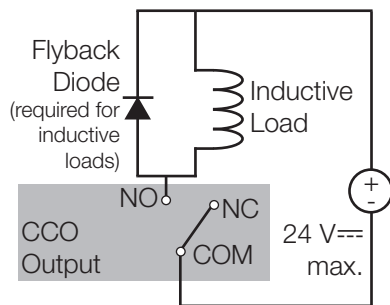 Flyback
Diode
(required for
inductive
loads)
Inductive
Load
NO
NC
CCO
Output
COM
+
-
24 V⎓
max.